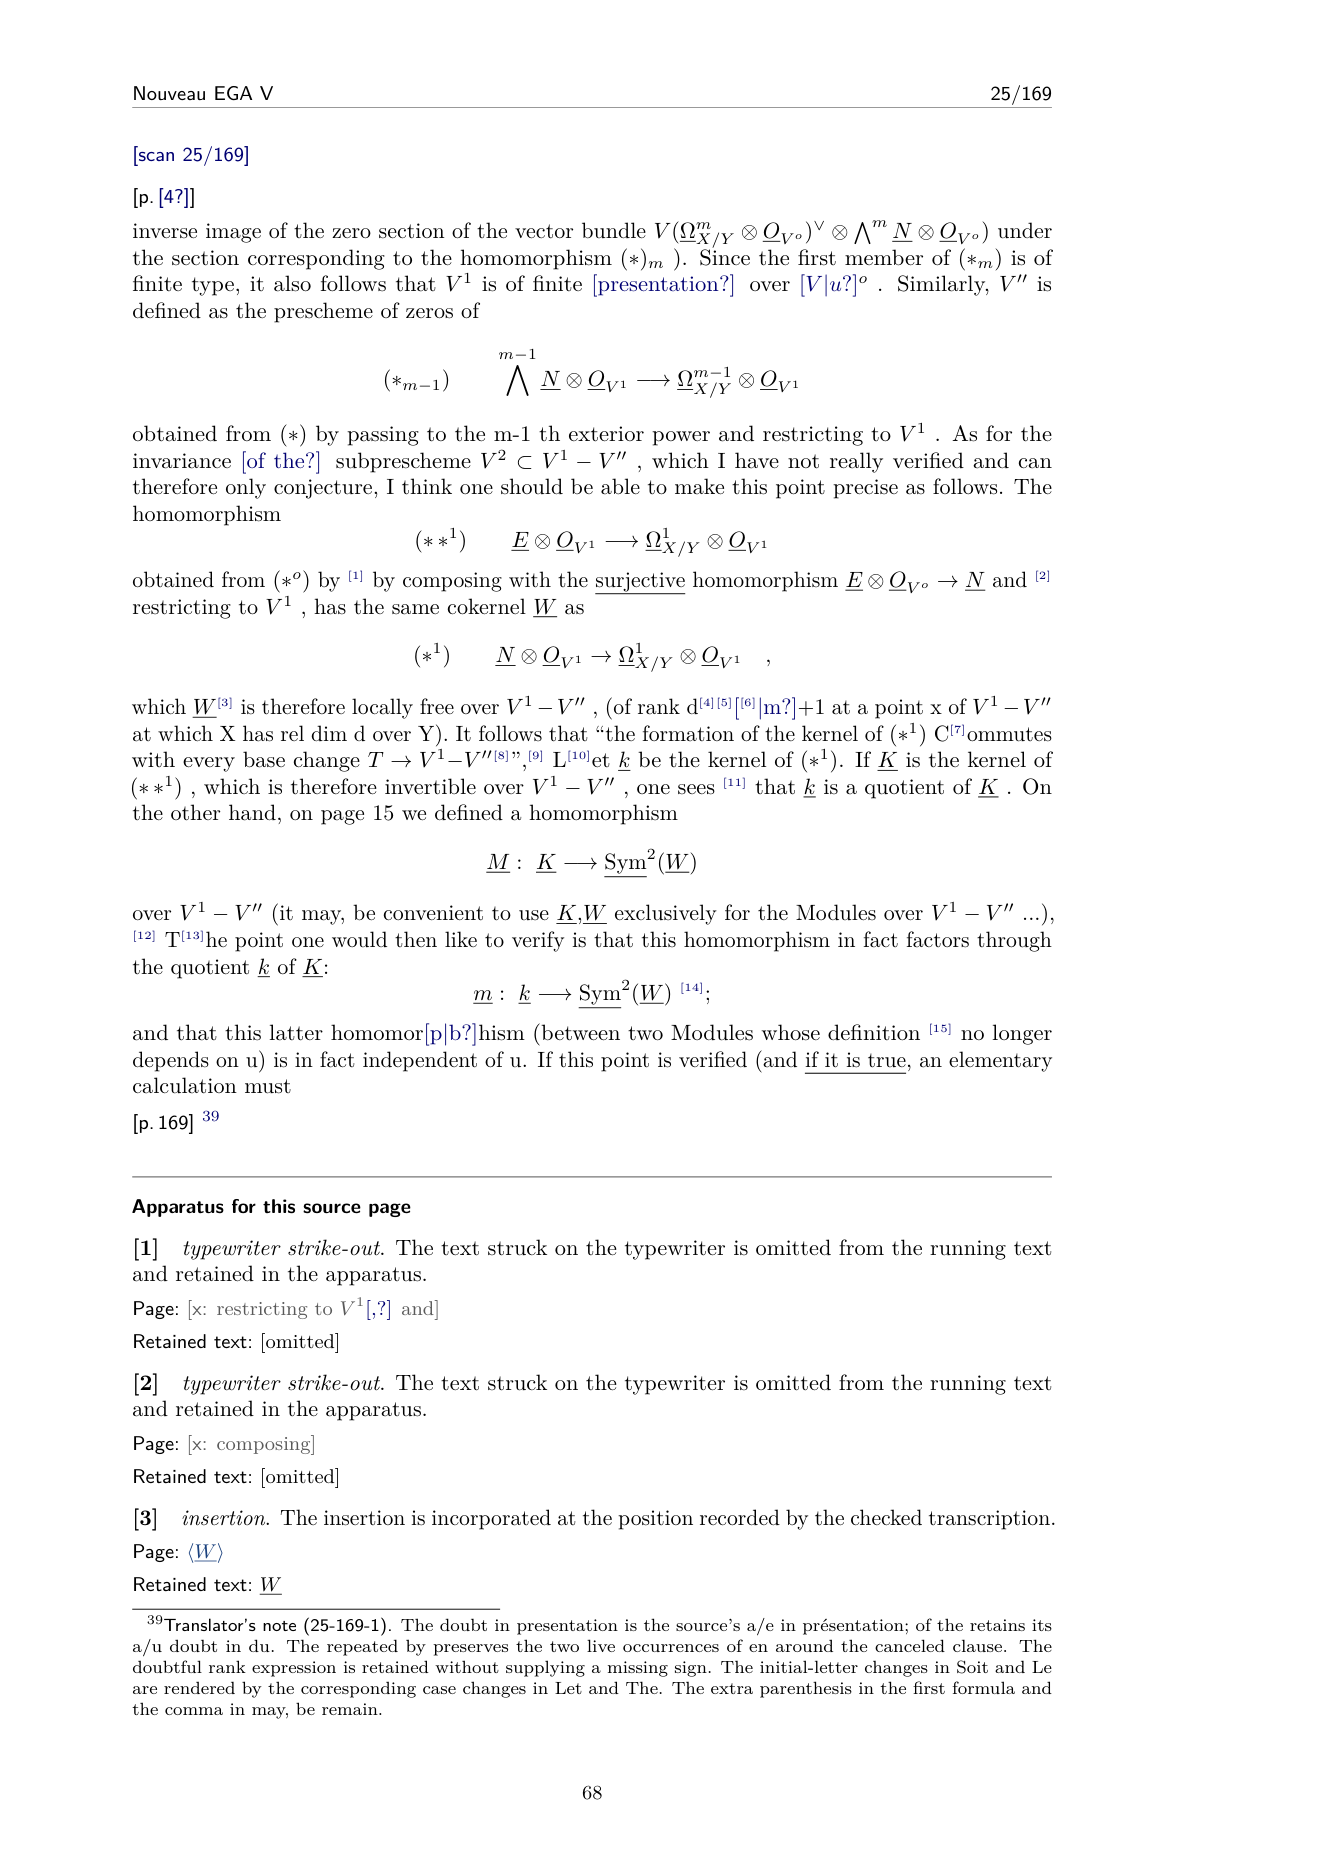 Nouveau EGA V 25/169
[scan 25/169]
[p. [4?]]
inverse image of the zero section of the vector bundle V(Ω̲^m_{X/Y} ⊗ O̲_{V^o})^∨ ⊗ ⋀^m N̲ ⊗ O̲_{V^o}) under
the section corresponding to the homomorphism (∗)_m ). Since the first member of (∗_m) is of
finite type, it also follows that V^1 is of finite [presentation?] over [V|u?]^o . Similarly, V″ is
defined as the prescheme of zeros of
(∗_{m−1}) ⋀^{m−1} N̲ ⊗ O̲_{V^1} ⟶ Ω̲^{m−1}_{X/Y} ⊗ O̲_{V^1}
obtained from (∗) by passing to the m-1 th exterior power and restricting to V^1 . As for the
invariance [of the?] subprescheme V^2 ⊂ V^1 − V″ , which I have not really verified and can
therefore only conjecture, I think one should be able to make this point precise as follows. The
homomorphism
(∗ ∗^1) E̲ ⊗ O̲_{V^1} ⟶ Ω̲^1_{X/Y} ⊗ O̲_{V^1}
obtained from (∗^o) by [1] by composing with the surjective homomorphism E̲ ⊗ O̲_{V^o} → N̲ and [2]
restricting to V^1 , has the same cokernel W̲ as
(∗^1) N̲ ⊗ O̲_{V^1} → Ω̲^1_{X/Y} ⊗ O̲_{V^1} ,
which W̲[3] is therefore locally free over V^1 − V″ , (of rank d[4][5][[6]|m?]+1 at a point x of V^1 − V″
at which X has rel dim d over Y). It follows that “the formation of the kernel of (∗^1) C[7]ommutes
with every base change T → V^1−V″[8]”,[9] L[10]et k̲ be the kernel of (∗^1). If K̲ is the kernel of
(∗ ∗^1) , which is therefore invertible over V^1 − V″ , one sees [11] that k̲ is a quotient of K̲ . On
the other hand, on page 15 we defined a homomorphism
M̲ : K̲ ⟶ Sym^2(W̲)
over V^1 − V″ (it may, be convenient to use K̲,W̲ exclusively for the Modules over V^1 − V″ ...),
[12] T[13]he point one would then like to verify is that this homomorphism in fact factors through
the quotient k̲ of K̲:
m̲ : k̲ ⟶ Sym^2(W̲) [14];
and that this latter homomor[p|b?]hism (between two Modules whose definition [15] no longer
depends on u) is in fact independent of u. If this point is verified (and if it is true, an elementary
calculation must
[p. 169] 39
Apparatus for this source page
[1] typewriter strike-out. The text struck on the typewriter is omitted from the running text
and retained in the apparatus.
Page: [x: restricting to V^1[,?] and]
Retained text: [omitted]
[2] typewriter strike-out. The text struck on the typewriter is omitted from the running text
and retained in the apparatus.
Page: [x: composing]
Retained text: [omitted]
[3] insertion. The insertion is incorporated at the position recorded by the checked transcription.
Page: ⟨W̲⟩
Retained text: W̲
39Translator's note (25-169-1). The doubt in presentation is the source's a/e in présentation; of the retains its
a/u doubt in du. The repeated by preserves the two live occurrences of en around the canceled clause. The
doubtful rank expression is retained without supplying a missing sign. The initial-letter changes in Soit and Le
are rendered by the corresponding case changes in Let and The. The extra parenthesis in the first formula and
the comma in may, be remain.
68